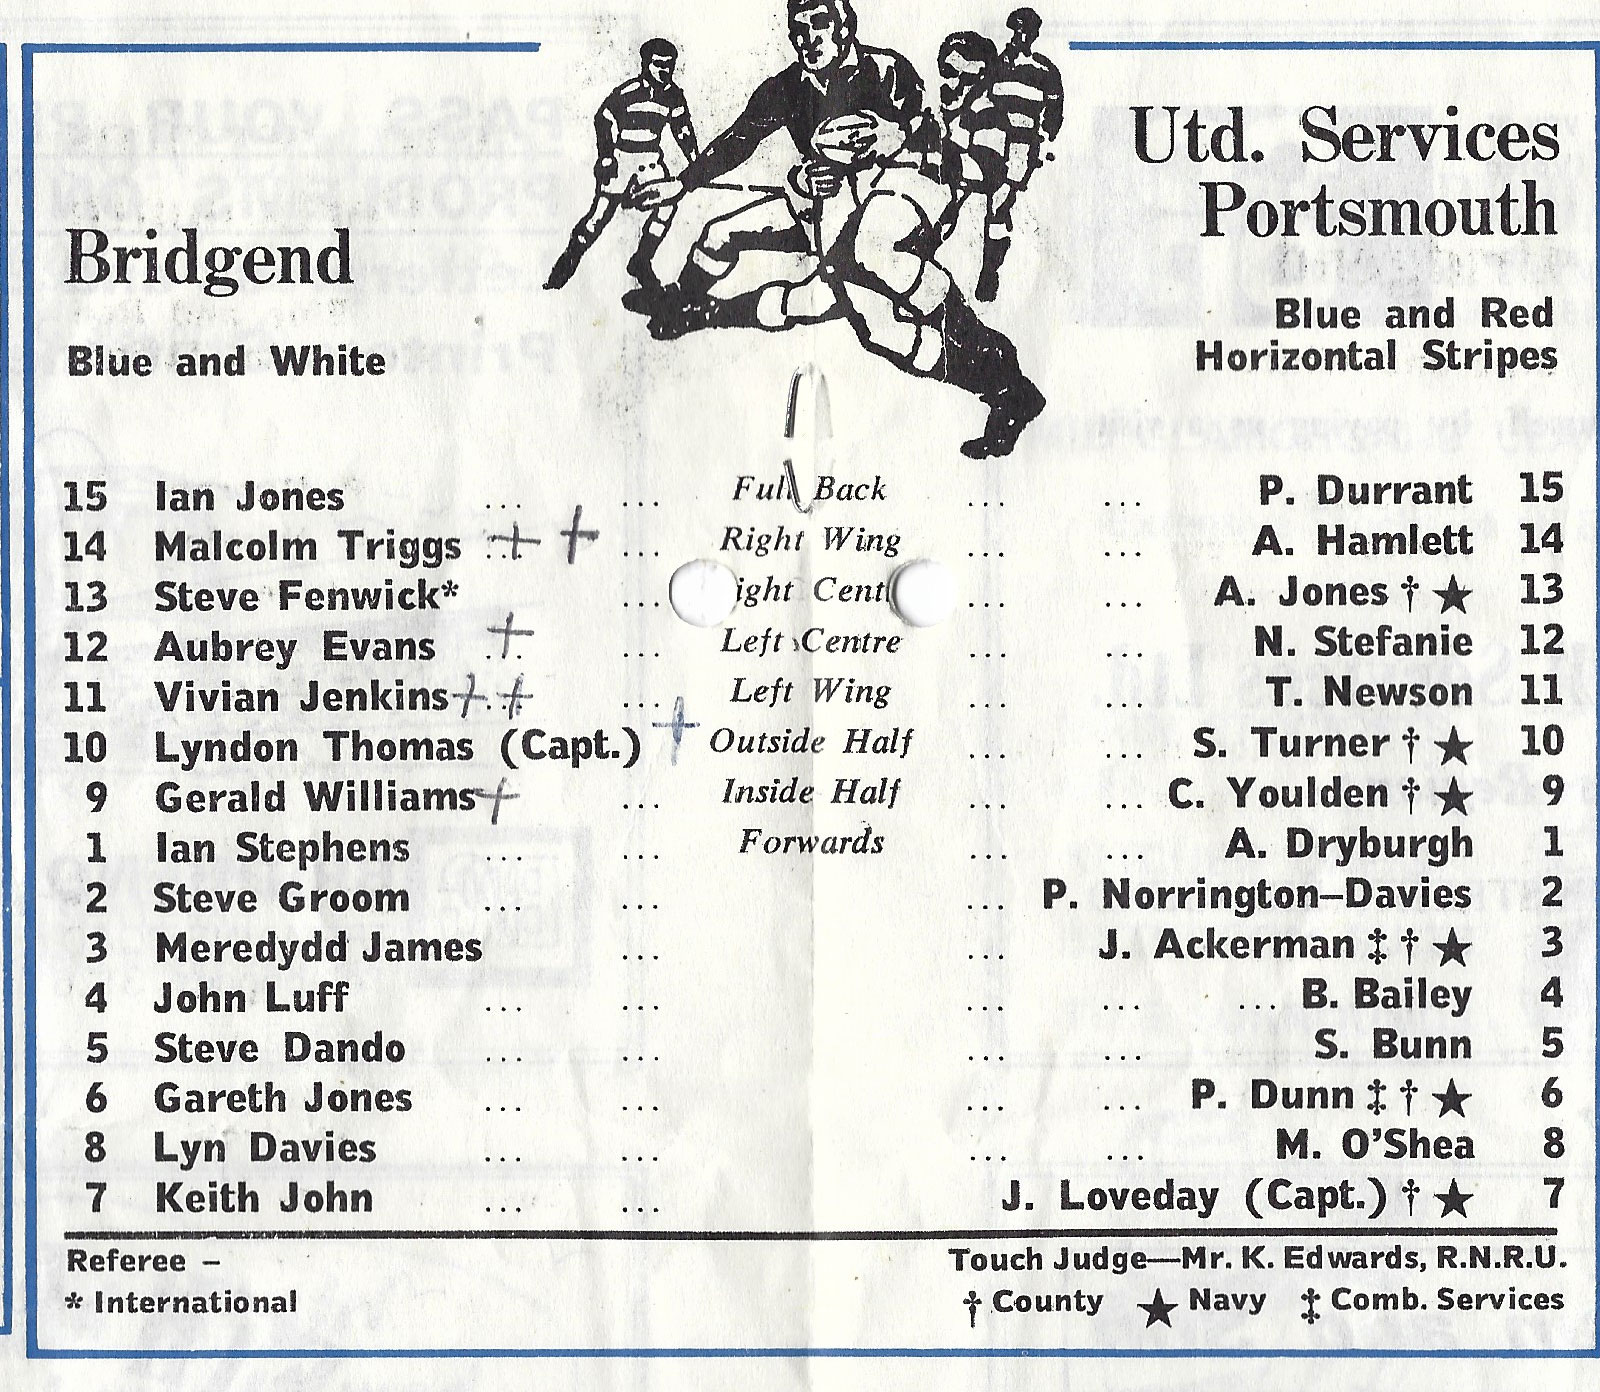 Bridgend
Blue and White
Utd. Services
Portsmouth
Blue and Red
Horizontal Stripes
15 Ian Jones ... ... Full Back ... ... P. Durrant 15
14 Malcolm Triggs ... + + ... Right Wing ... ... A. Hamlett 14
13 Steve Fenwick* ... ight Cent ... ... A. Jones † ★ 13
12 Aubrey Evans ... + ... Left Centre ... ... N. Stefanie 12
11 Vivian Jenkins + + ... Left Wing ... ... T. Newson 11
10 Lyndon Thomas (Capt.) + Outside Half ... ... S. Turner † ★ 10
9 Gerald Williams + ... Inside Half ... ... C. Youlden † ★ 9
1 Ian Stephens ... ... Forwards ... ... A. Dryburgh 1
2 Steve Groom ... ... ... P. Norrington–Davies 2
3 Meredydd James ... ... J. Ackerman ‡ † ★ 3
4 John Luff ... ... ... ... ... B. Bailey 4
5 Steve Dando ... ... ... ... S. Bunn 5
6 Gareth Jones ... ... ... ... P. Dunn ‡ † ★ 6
8 Lyn Davies ... ... ... ... M. O'Shea 8
7 Keith John ... ... J. Loveday (Capt.) † ★ 7
Referee – Touch Judge—Mr. K. Edwards, R.N.R.U.
* International † County ★ Navy ‡ Comb. Services